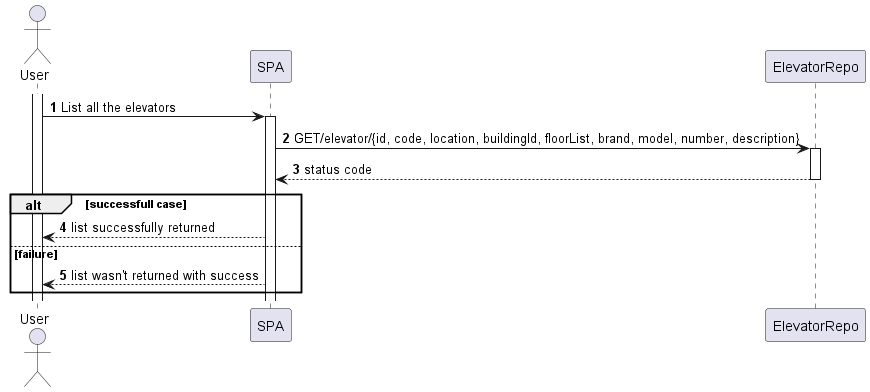 User
SPA
ElevatorRepo
1 List all the elevators
2 GET/elevator/{id, code, location, buildingId, floorList, brand, model, number, description}
3 status code
alt [successfull case]
4 list successfully returned
[failure]
5 list wasn't returned with success
User
SPA
ElevatorRepo